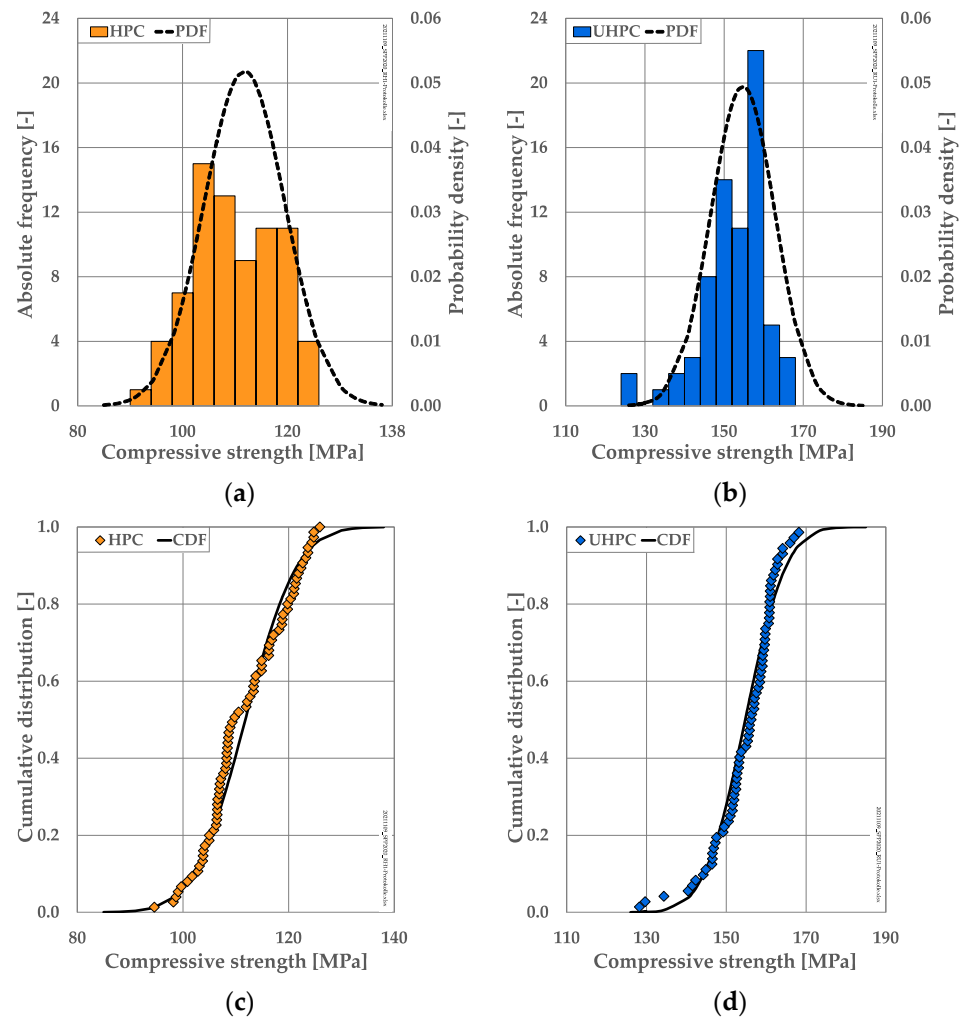 HPC PDF
24
20
16
12
8
4
0
Absolute frequency [-]
0.06
0.05
0.04
0.03
0.02
0.01
0.00
Probability density [-]
80 100 120 138
Compressive strength [MPa]
(a)
UHPC PDF
24
20
16
12
8
4
0
Absolute frequency [-]
0.06
0.05
0.04
0.03
0.02
0.01
0.00
Probability density [-]
110 130 150 170 190
Compressive strength [MPa]
(b)
HPC CDF
1.0
0.8
0.6
0.4
0.2
0.0
Cumulative distribution [-]
80 100 120 140
Compressive strength [MPa]
(c)
UHPC CDF
1.0
0.8
0.6
0.4
0.2
0.0
Cumulative distribution [-]
110 130 150 170 190
Compressive strength [MPa]
(d)